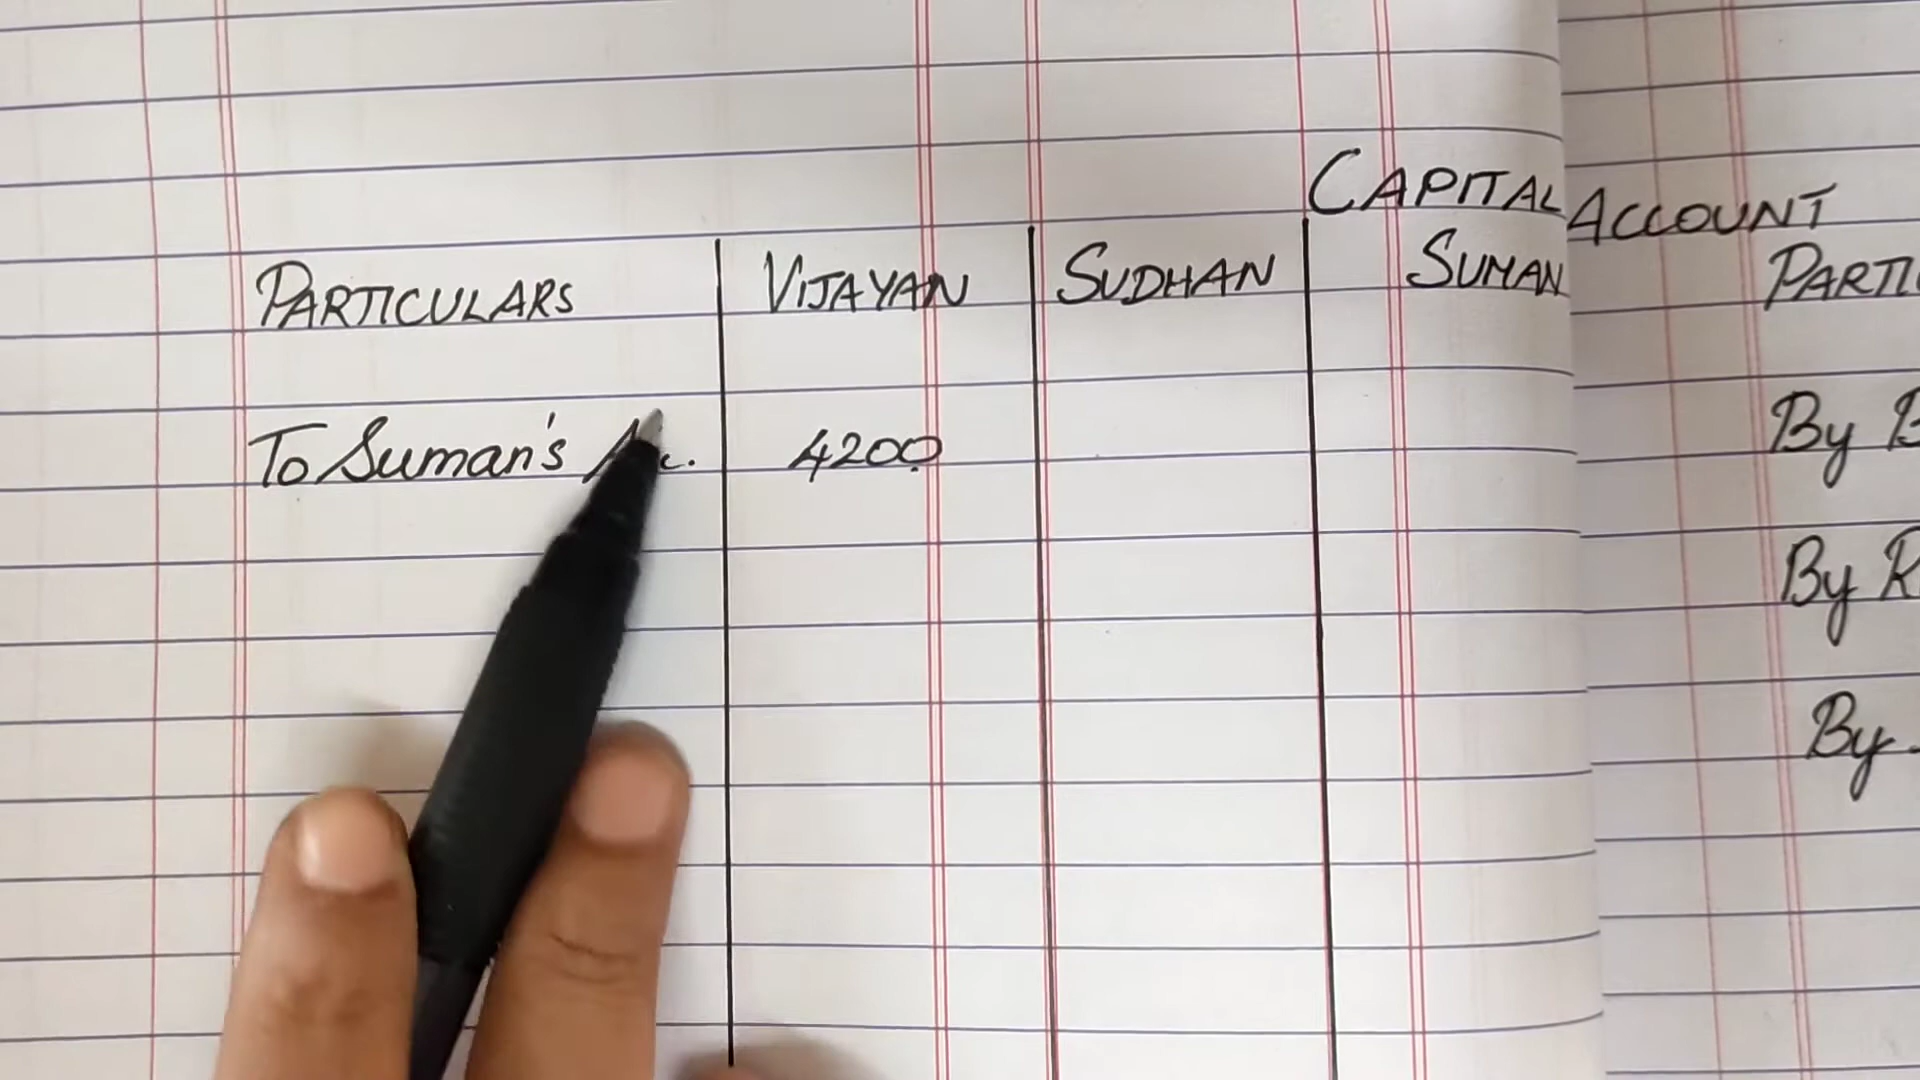 CAPITAL ACCOUNT
PARTICULARS VIJAYAN SUDHAN SUMAN
To Suman's 4200
By
By
By